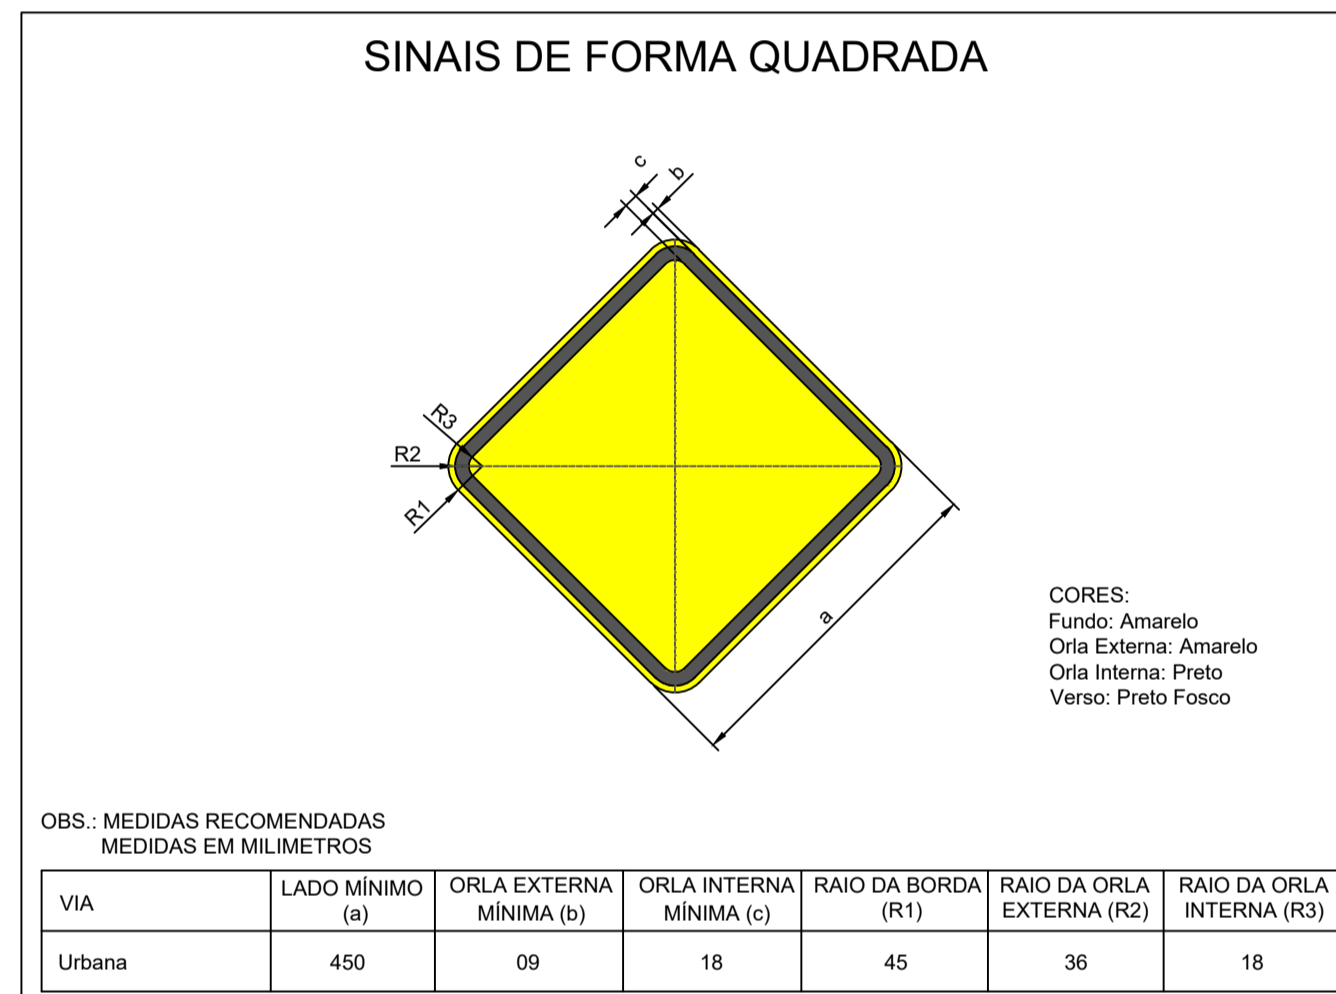 SINAIS DE FORMA QUADRADA
c
b
R3
R2
R1
a
CORES:
Fundo: Amarelo
Orla Externa: Amarelo
Orla Interna: Preto
Verso: Preto Fosco
OBS.: MEDIDAS RECOMENDADAS
MEDIDAS EM MILIMETROS
VIA
LADO MÍNIMO
(a)
ORLA EXTERNA
MÍNIMA (b)
ORLA INTERNA
MÍNIMA (c)
RAIO DA BORDA
(R1)
RAIO DA ORLA
EXTERNA (R2)
RAIO DA ORLA
INTERNA (R3)
Urbana
450
09
18
45
36
18